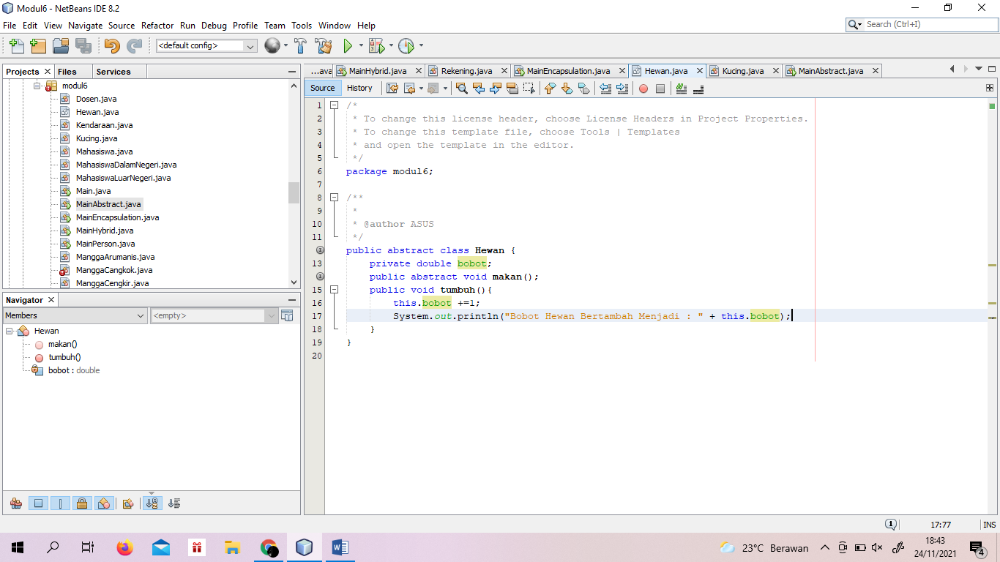 Modul6 - NetBeans IDE 8.2
File Edit View Navigate Source Refactor Run Debug Profile Team Tools Window Help
Search (Ctrl+I)
<default config>
Projects Files Services
modul6
Dosen.java
Hewan.java
Kendaraan.java
Kucing.java
Mahasiswa.java
MahasiswaDalamNegeri.java
MahasiswaLuarNegeri.java
Main.java
MainAbstract.java
MainEncapsulation.java
MainHybrid.java
MainPerson.java
ManggaArumanis.java
ManggaCangkok.java
ManggaCengkir.java
Navigator
Members
<empty>
Hewan
makan()
tumbuh()
bobot : double
...ava MainHybrid.java Rekening.java MainEncapsulation.java Hewan.java Kucing.java MainAbstract.java
Source History
1 /*
2 * To change this license header, choose License Headers in Project Properties.
3 * To change this template file, choose Tools | Templates
4 * and open the template in the editor.
5 */
6 package modul6;
7
8 /**
9 *
10 * @author ASUS
11 */
public abstract class Hewan {
13 private double bobot;
public abstract void makan();
15 public void tumbuh(){
16 this.bobot +=1;
17 System.out.println("Bobot Hewan Bertambah Menjadi : " + this.bobot);
18 }
19 }
20
1 17:77 INS
23°C Berawan
18:43
24/11/2021
4